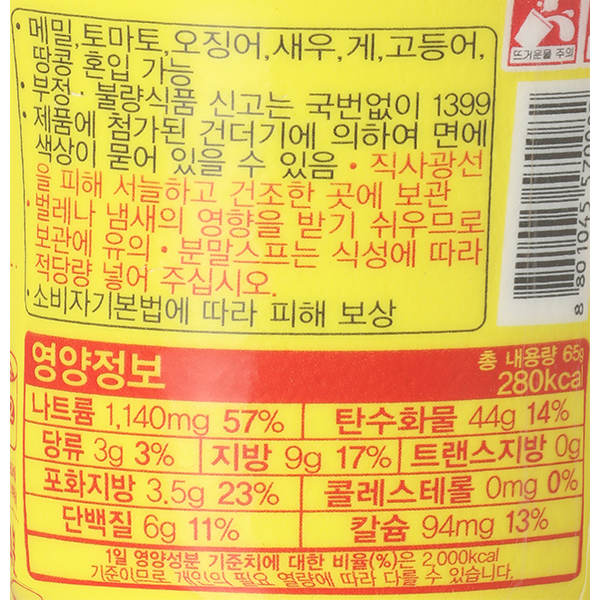 · 메밀,토마토,오징어,새우,게,고등어,
땅콩 혼입 가능
· 부정 · 불량식품 신고는 국번없이 1399
· 제품에 첨가된 건더기에 의하여 면에
색상이 묻어 있을 수 있음 · 직사광선
을 피해 서늘하고 건조한 곳에 보관
· 벌레나 냄새의 영향을 받기 쉬우므로
보관에 유의 · 분말스프는 식성에 따라
적당량 넣어 주십시오.
· 소비자기본법에 따라 피해 보상
뜨거운물 주의
8 801045 5700
영양정보
총 내용량 65g
280kcal
나트륨 1,140mg 57% 탄수화물 44g 14%
당류 3g 3% 지방 9g 17% 트랜스지방 0g
포화지방 3.5g 23% 콜레스테롤 0mg 0%
단백질 6g 11% 칼슘 94mg 13%
1일 영양성분 기준치에 대한 비율(%)은 2,000kcal
기준이므로 개인의 필요 열량에 따라 다를 수 있습니다.